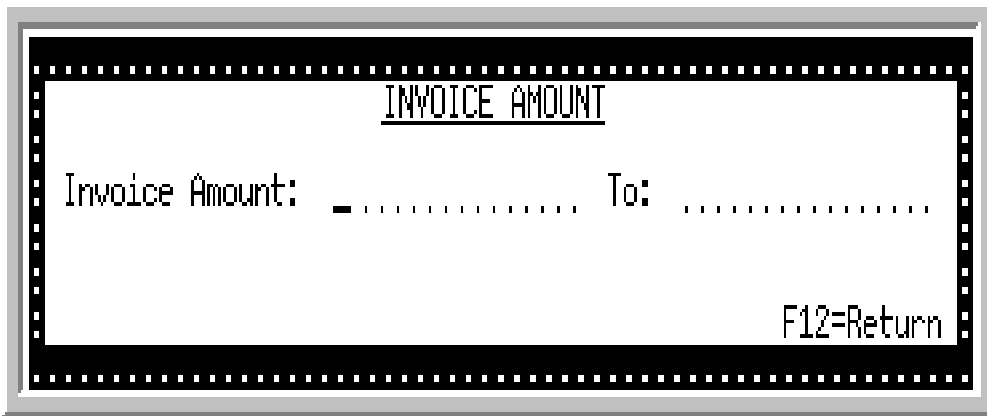 INVOICE AMOUNT
Invoice Amount: _.............. To: ................
F12=Return